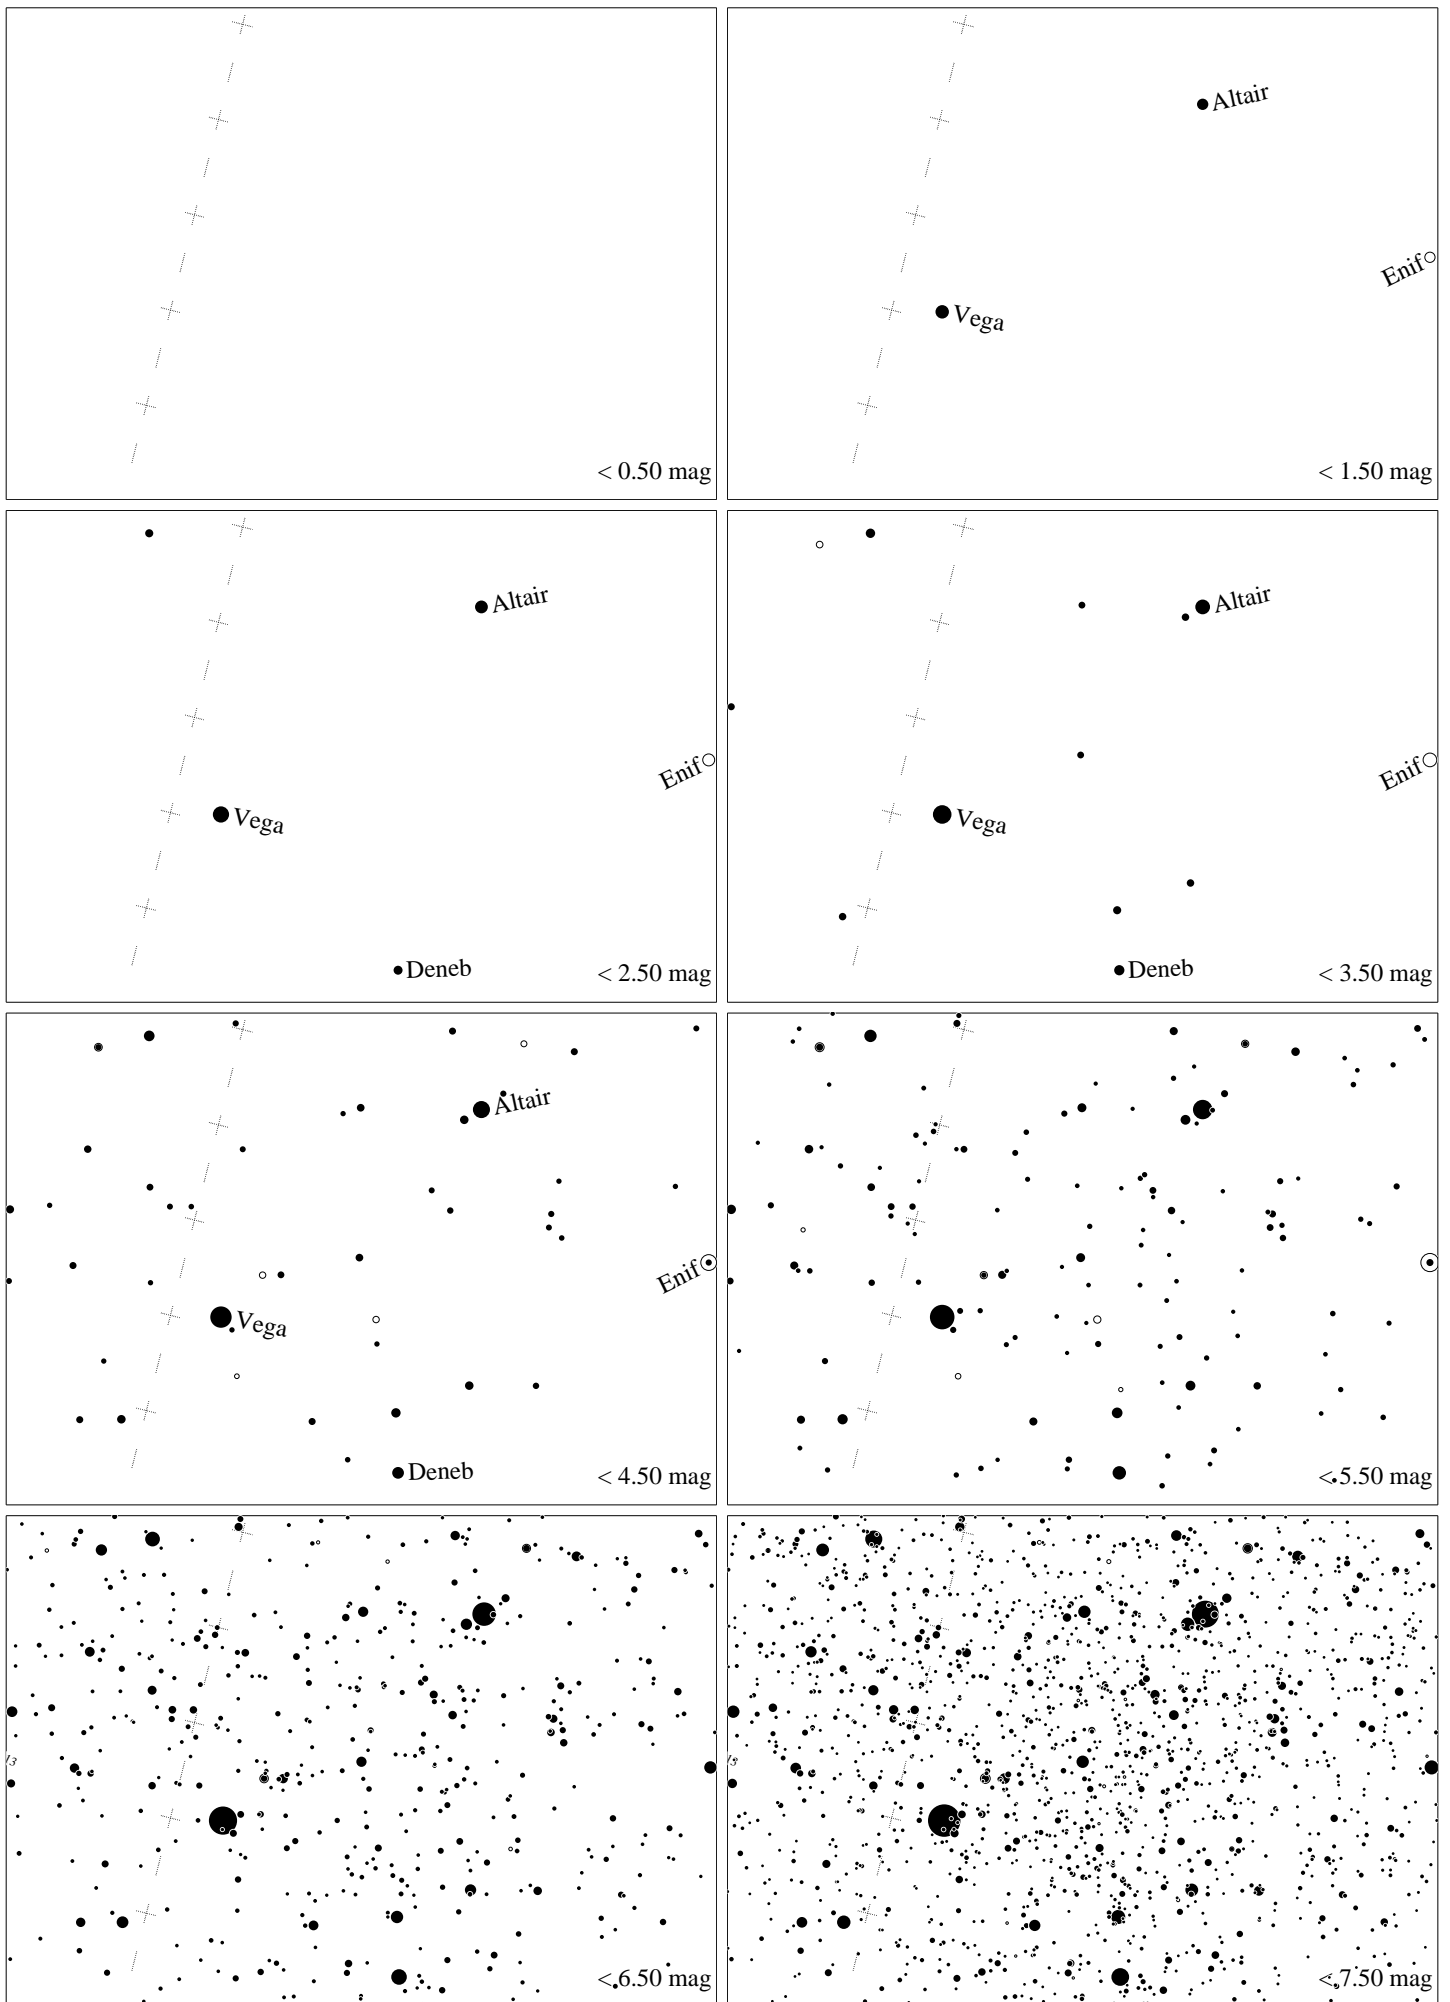 < 0.50 mag
Altair
Enif
Vega
< 1.50 mag
Altair
Enif
Vega
Deneb
< 2.50 mag
Altair
Enif
Vega
Deneb
< 3.50 mag
Altair
Enif
Vega
Deneb
< 4.50 mag
< 5.50 mag
13
< 6.50 mag
13
< 7.50 mag